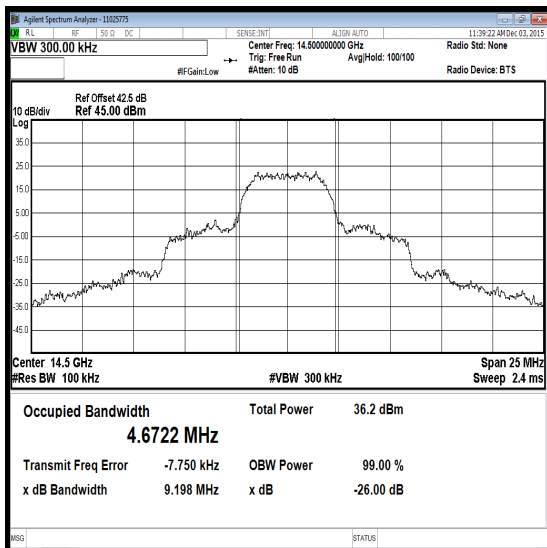 Agilent Spectrum Analyzer - 11025775
LXI RL RF 50 Ω DC SENSE:INT ALIGN AUTO 11:39:22 AM Dec 03, 2015
VBW 300.00 kHz
Center Freq: 14.500000000 GHz
Radio Std: None
Trig: Free Run
Avg|Hold: 100/100
#IFGain:Low
#Atten: 10 dB
Radio Device: BTS
Ref Offset 42.5 dB
10 dB/div Ref 45.00 dBm
Log
35.0
25.0
15.0
5.00
-5.00
-15.0
-25.0
-35.0
-45.0
Center 14.5 GHz Span 25 MHz
#Res BW 100 kHz #VBW 300 kHz Sweep 2.4 ms
Occupied Bandwidth Total Power 36.2 dBm
4.6722 MHz
Transmit Freq Error -7.750 kHz OBW Power 99.00 %
x dB Bandwidth 9.198 MHz x dB -26.00 dB
MSG STATUS